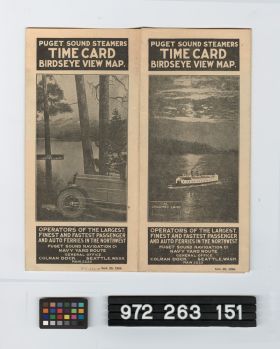 PUGET SOUND STEAMERS
TIME CARD
BIRDSEYE VIEW MAP.
OPERATORS OF THE LARGEST
FINEST AND FASTEST PASSENGER
AND AUTO FERRIES IN THE NORTHWEST
PUGET SOUND NAVIGATION CO
NAVY YARD ROUTE
GENERAL OFFICE
COLMAN DOCK SEATTLE, WASH.
PUGET SOUND STEAMERS
TIME CARD
BIRDSEYE VIEW MAP.
OPERATORS OF THE LARGEST
FINEST AND FASTEST PASSENGER
AND AUTO FERRIES IN THE NORTHWEST
PUGET SOUND NAVIGATION CO
NAVY YARD ROUTE
GENERAL OFFICE
COLMAN DOCK SEATTLE, WASH.
972 263 151